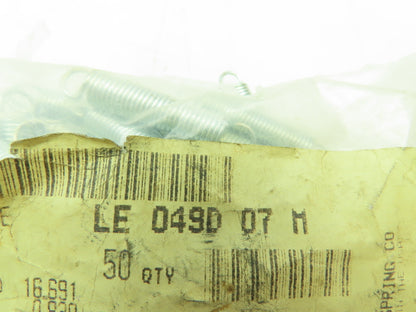 LE 049D 07 M
50 QTY
16.691
SPRING CO